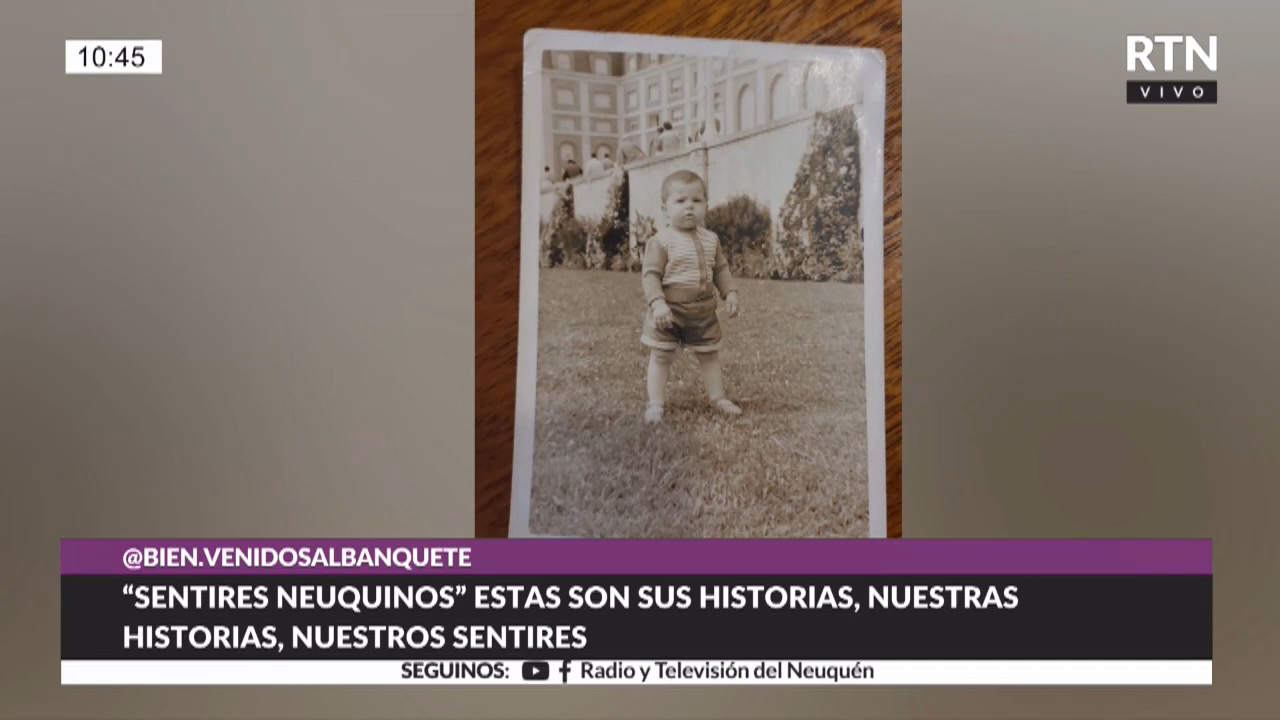 10:45
RTN
VIVO
@BIEN.VENIDOSALBANQUETE
“SENTIRES NEUQUINOS” ESTAS SON SUS HISTORIAS, NUESTRAS
HISTORIAS, NUESTROS SENTIRES
SEGUINOS: Radio y Televisión del Neuquén